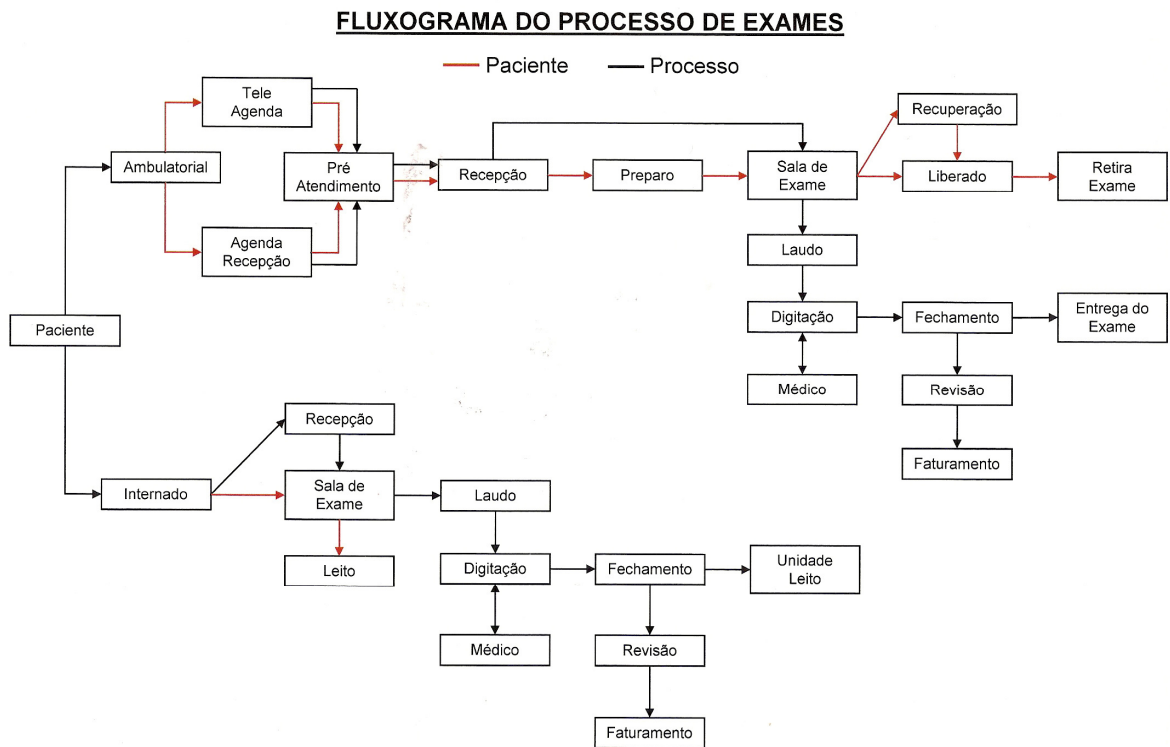 FLUXOGRAMA DO PROCESSO DE EXAMES
Paciente
Processo
Tele
Agenda
Recuperação
Ambulatorial
Pré
Atendimento
Recepção
Preparo
Sala de
Exame
Liberado
Retira
Exame
Agenda
Recepção
Laudo
Paciente
Digitação
Fechamento
Entrega do
Exame
Médico
Revisão
Recepção
Faturamento
Internado
Sala de
Exame
Laudo
Leito
Digitação
Fechamento
Unidade
Leito
Médico
Revisão
Faturamento